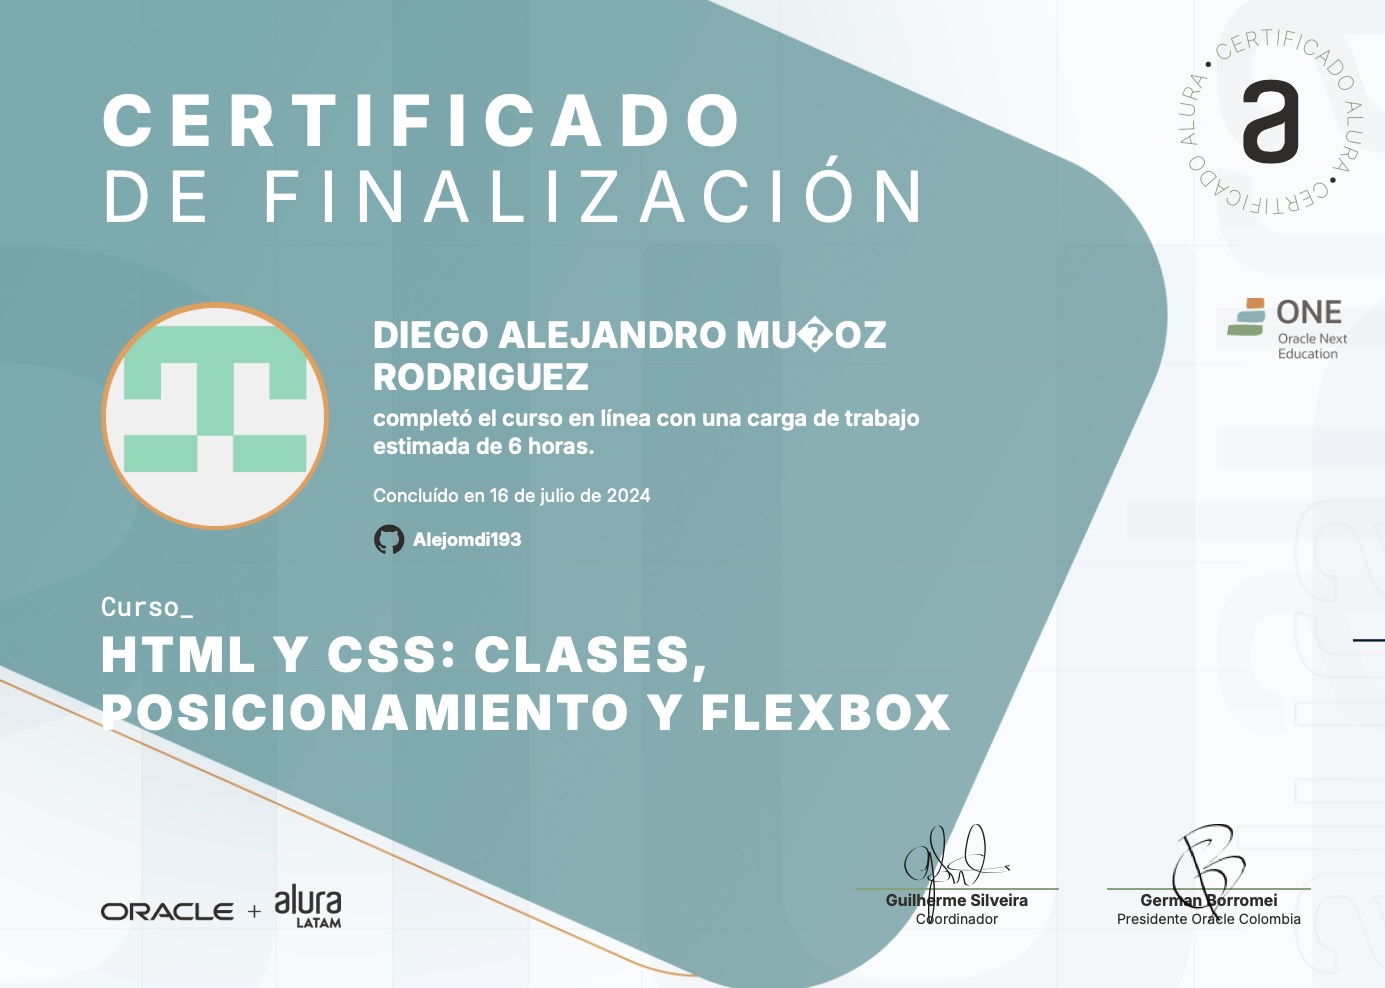 CERTIFICADO
DE FINALIZACIÓN
CERTIFICADO ALURA • CERTIFICADO ALURA •
a
ONE
Oracle Next
Education
DIEGO ALEJANDRO MU�OZ
RODRIGUEZ
completó el curso en línea con una carga de trabajo
estimada de 6 horas.
Concluído en 16 de julio de 2024
Alejomdi193
Curso_
HTML Y CSS: CLASES,
POSICIONAMIENTO Y FLEXBOX
ORACLE + alura
LATAM
Guilherme Silveira
Coordinador
German Borromei
Presidente Oracle Colombia